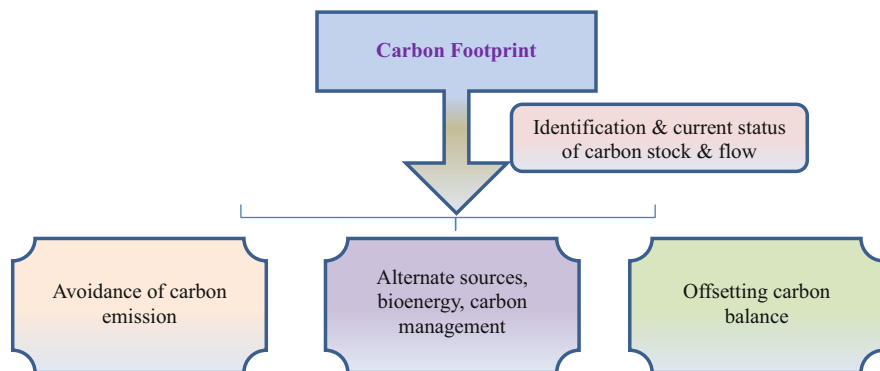 Carbon Footprint
Identification & current status
of carbon stock & flow
Avoidance of carbon
emission
Alternate sources,
bioenergy, carbon
management
Offsetting carbon
balance